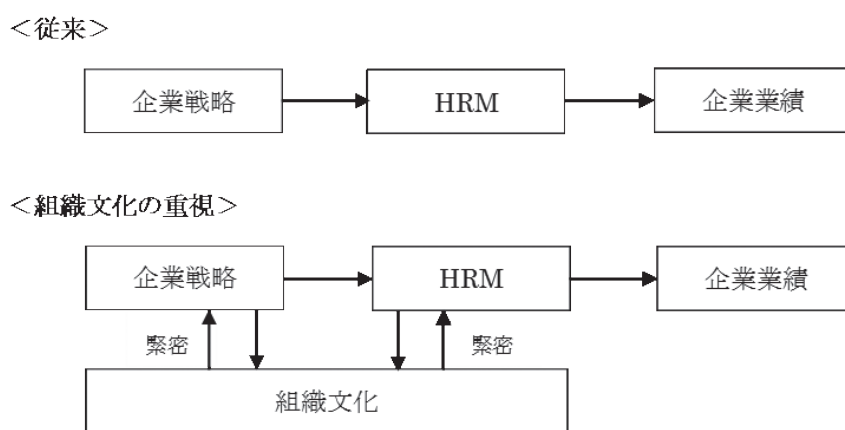 ＜従来＞
企業戦略 HRM 企業業績
＜組織文化の重視＞
企業戦略 HRM 企業業績
緊密 緊密
組織文化